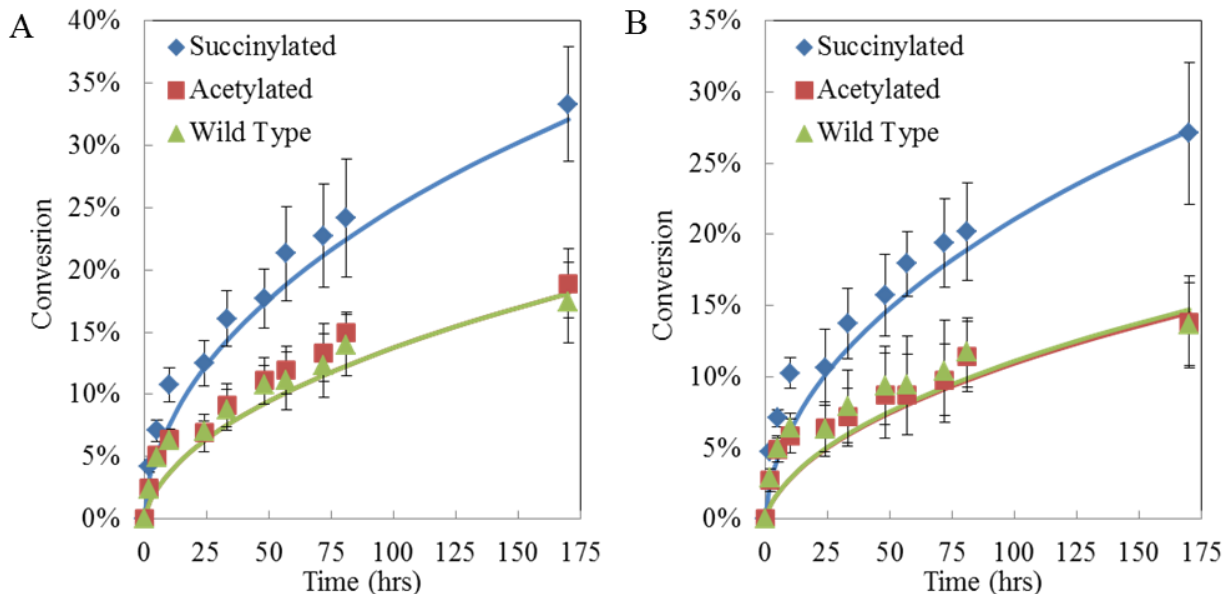 A
Convesrion
40%
35%
30%
25%
20%
15%
10%
5%
0%
Succinylated
Acetylated
Wild Type
0 25 50 75 100 125 150 175
Time (hrs)
B
Conversion
35%
30%
25%
20%
15%
10%
5%
0%
Succinylated
Acetylated
Wild Type
0 25 50 75 100 125 150 175
Time (hrs)